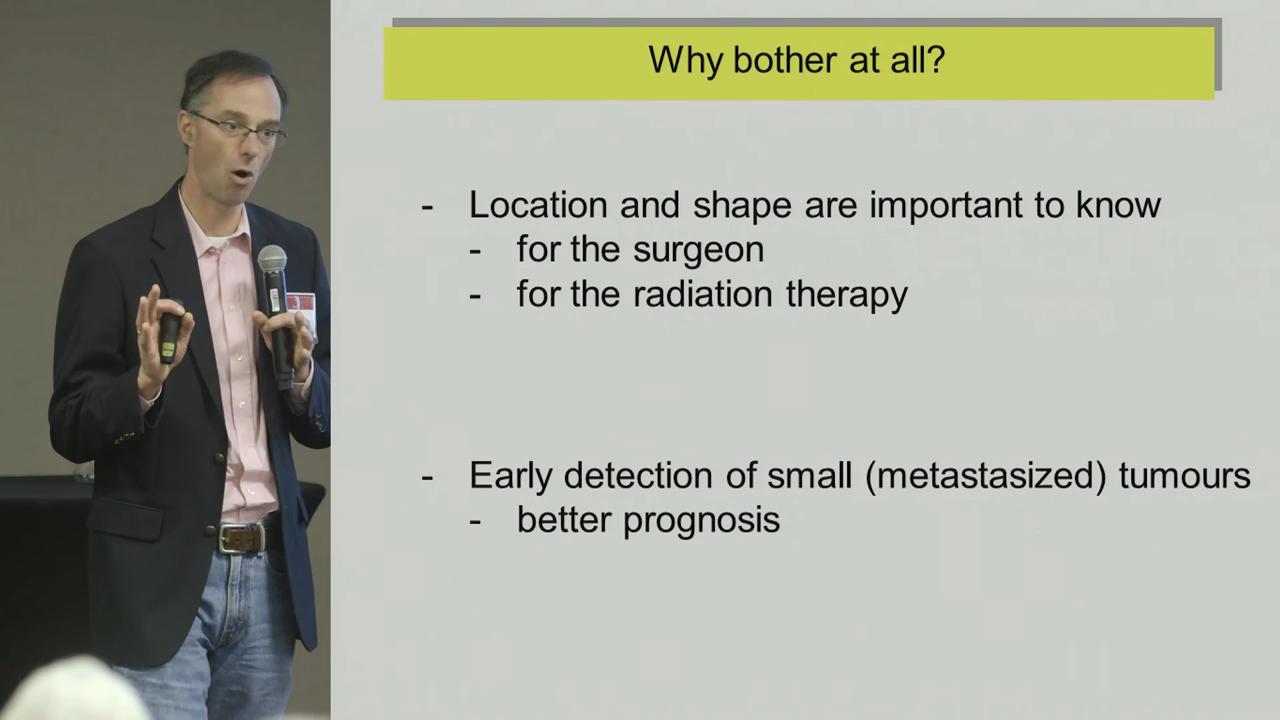 Why bother at all?
- Location and shape are important to know
- for the surgeon
- for the radiation therapy
- Early detection of small (metastasized) tumours
- better prognosis